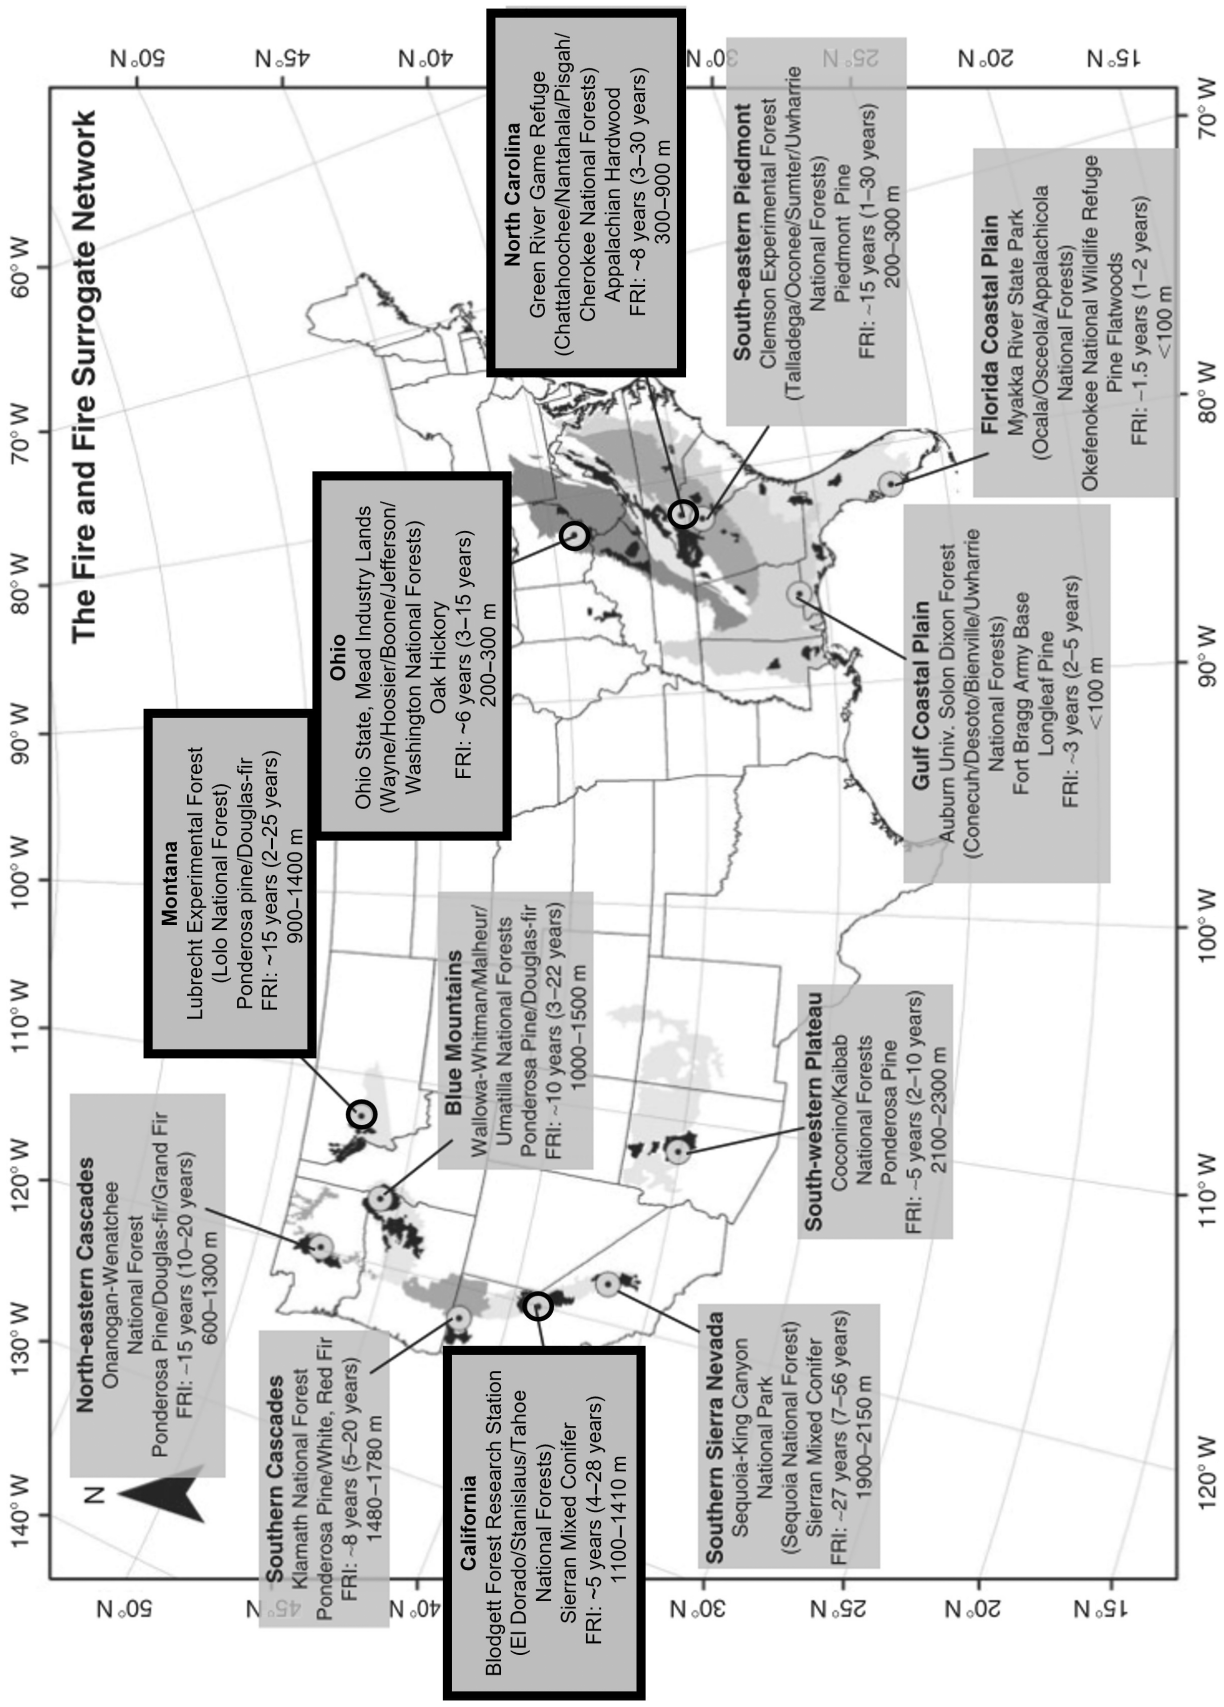 The Fire and Fire Surrogate Network
N
140° W
130° W
120° W
110° W
100° W
90° W
80° W
70° W
60° W
50° N
45° N
40° N
30° N
25° N
20° N
15° N
50° N
45° N
40° N
30° N
25° N
20° N
15° N
120° W
110° W
100° W
90° W
80° W
70° W
North-eastern Cascades
Onanogan-Wenatchee
National Forest
Ponderosa Pine/Douglas-fir/Grand Fir
FRI: ~15 years (10–20 years)
600–1300 m
Montana
Lubrecht Experimental Forest
(Lolo National Forest)
Ponderosa pine/Douglas-fir
FRI: ~15 years (2–25 years)
900–1400 m
Southern Cascades
Klamath National Forest
Ponderosa Pine/White, Red Fir
FRI: ~8 years (5–20 years)
1480–1780 m
Blue Mountains
Wallowa-Whitman/Malheur/
Umatilla National Forests
Ponderosa Pine/Douglas-fir
FRI: ~10 years (3–22 years)
1000–1500 m
Ohio
Ohio State, Mead Industry Lands
(Wayne/Hoosier/Boone/Jefferson/
Washington National Forests)
Oak Hickory
FRI: ~6 years (3–15 years)
200–300 m
North Carolina
Green River Game Refuge
(Chattahoochee/Nantahala/Pisgah/
Cherokee National Forests)
Appalachian Hardwood
FRI: ~8 years (3–30 years)
300–900 m
California
Blodgett Forest Research Station
(El Dorado/Stanislaus/Tahoe
National Forests)
Sierran Mixed Conifer
FRI: ~5 years (4–28 years)
1100–1410 m
Southern Sierra Nevada
Sequoia-King Canyon
National Park
(Sequoia National Forest)
Sierran Mixed Conifer
FRI: ~27 years (7–56 years)
1900–2150 m
South-western Plateau
Coconino/Kaibab
National Forests
Ponderosa Pine
FRI: ~5 years (2–10 years)
2100–2300 m
Gulf Coastal Plain
Auburn Univ. Solon Dixon Forest
(Conecuh/Desoto/Bienville/Uwharrie
National Forests)
Fort Bragg Army Base
Longleaf Pine
FRI: ~3 years (2–5 years)
<100 m
South-eastern Piedmont
Clemson Experimental Forest
(Talladega/Oconee/Sumter/Uwharrie
National Forests)
Piedmont Pine
FRI: ~15 years (1–30 years)
200–300 m
Florida Coastal Plain
Myakka River State Park
(Ocala/Osceola/Appalachicola
National Forests)
Okefenokee National Wildlife Refuge
Pine Flatwoods
FRI: ~1.5 years (1–2 years)
<100 m